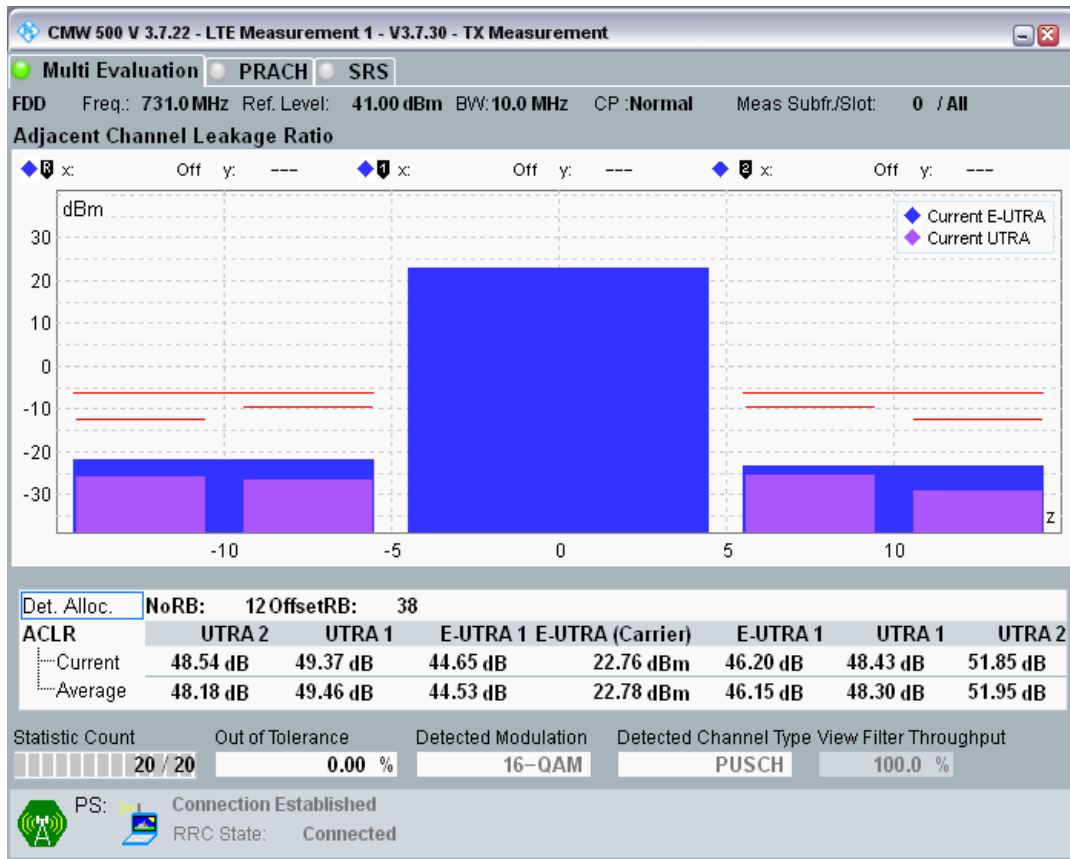 CMW 500 V 3.7.22 - LTE Measurement 1 - V3.7.30 - TX Measurement
Multi Evaluation PRACH SRS
FDD Freq.: 731.0 MHz Ref. Level: 41.00 dBm BW: 10.0 MHz CP :Normal Meas Subfr./Slot: 0 / All
Adjacent Channel Leakage Ratio
R x: Off y: --- 1 x: Off y: --- 2 x: Off y: ---
dBm
Current E-UTRA
Current UTRA
30
20
10
0
-10
-20
-30
z
-10 -5 0 5 10
Det. Alloc. NoRB: 12 OffsetRB: 38
ACLR UTRA 2 UTRA 1 E-UTRA 1 E-UTRA (Carrier) E-UTRA 1 UTRA 1 UTRA 2
Current 48.54 dB 49.37 dB 44.65 dB 22.76 dBm 46.20 dB 48.43 dB 51.85 dB
Average 48.18 dB 49.46 dB 44.53 dB 22.78 dBm 46.15 dB 48.30 dB 51.95 dB
Statistic Count Out of Tolerance Detected Modulation Detected Channel Type View Filter Throughput
20 / 20 0.00 % 16-QAM PUSCH 100.0 %
PS: Connection Established
RRC State: Connected